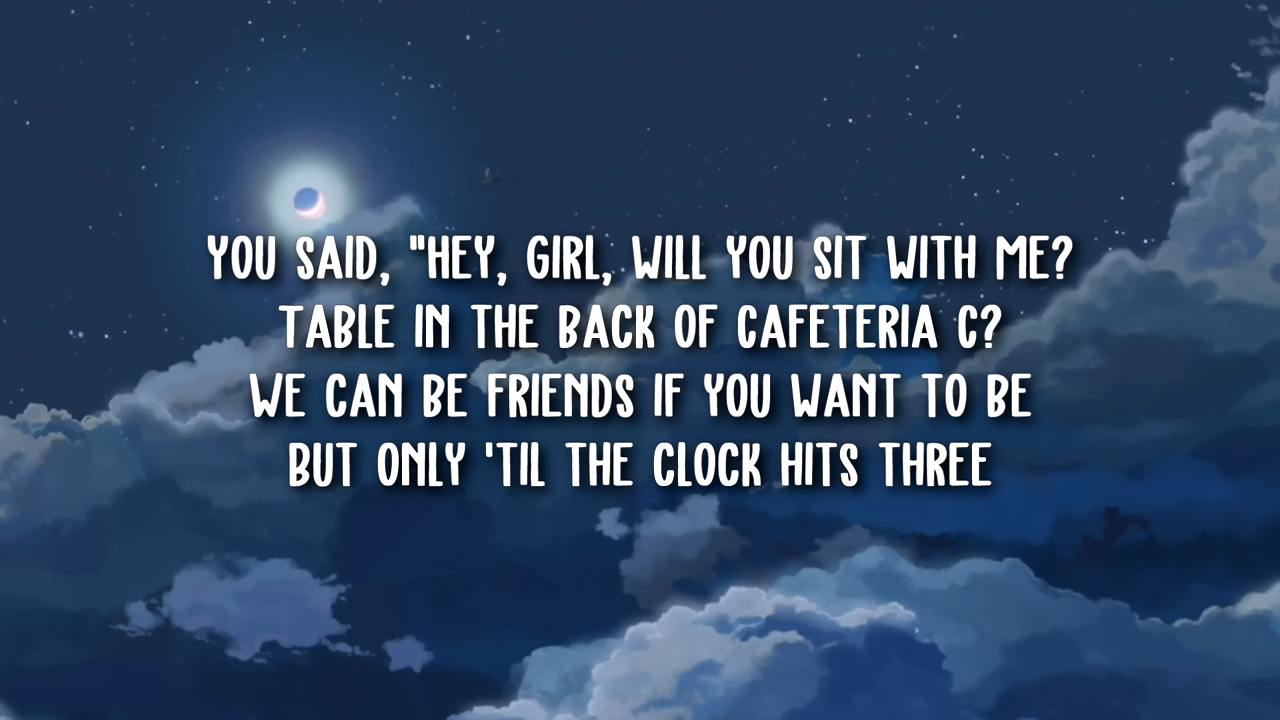 YOU SAID, "HEY, GIRL, WILL YOU SIT WITH ME?
TABLE IN THE BACK OF CAFETERIA C?
WE CAN BE FRIENDS IF YOU WANT TO BE
BUT ONLY 'TIL THE CLOCK HITS THREE